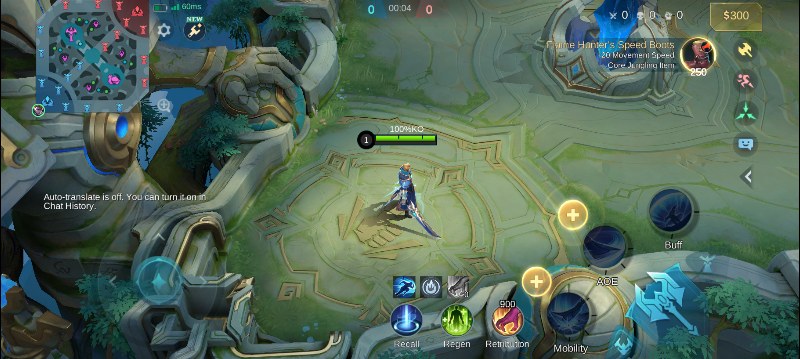 60ms
NEW
0 00:04 0
0 0 0
$300
Flame Hunter's Speed Boots
20 Movement Speed
Core Jungling Item
250
1 100%KO
Auto-translate is off. You can turn it on in
Chat History.
Buff
AOE
900
Recall
Regen
Retribution
Mobility